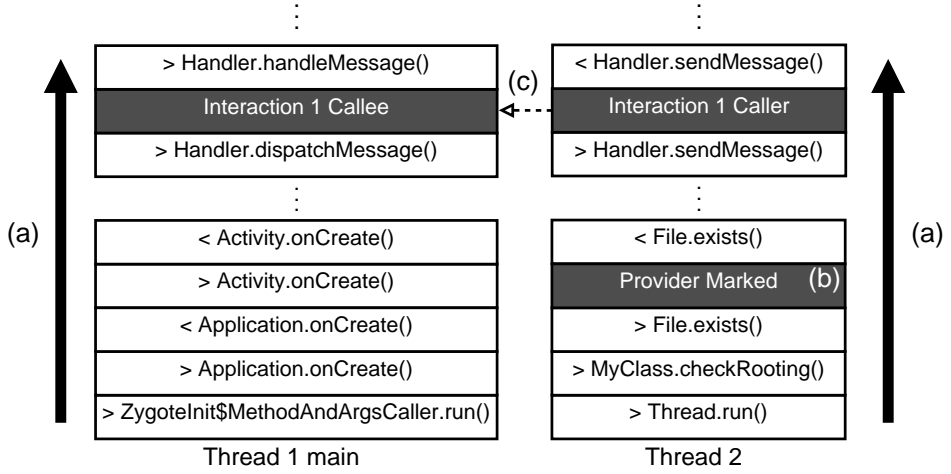 > Handler.handleMessage()
Interaction 1 Callee
> Handler.dispatchMessage()
(c)
< Handler.sendMessage()
Interaction 1 Caller
> Handler.sendMessage()
(a)
< Activity.onCreate()
> Activity.onCreate()
< Application.onCreate()
> Application.onCreate()
> ZygoteInit$MethodAndArgsCaller.run()
Thread 1 main
< File.exists()
Provider Marked (b)
> File.exists()
> MyClass.checkRooting()
> Thread.run()
Thread 2
(a)